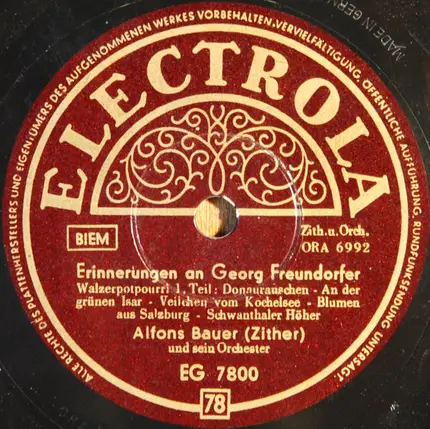 ALLE RECHTE DES PLATTENHERSTELLERS UND EIGENTÜMERS DES AUFGENOMMENEN WERKES VORBEHALTEN. VERVIELFÄLTIGUNG, ÖFFENTLICHE AUFFÜHRUNG, RUNDFUNKSENDUNG UNTERSAGT.
MADE IN GERM
ELECTROLA
BIEM
Zith. u. Orch.
ORA 6992
Erinnerungen an Georg Freundorfer
Walzerpotpourri 1. Teil: Donaurauschen - An der
grünen Isar - Veilchen vom Kochelsee - Blumen
aus Salzburg - Schwanthaler Höher
Alfons Bauer (Zither)
und sein Orchester
EG 7800
78